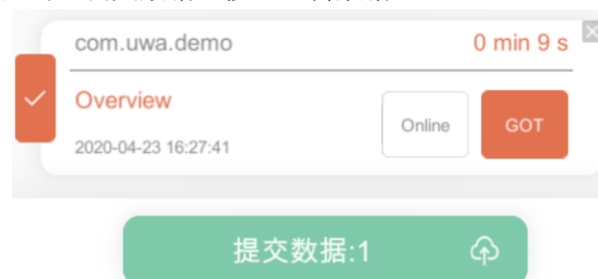 com.uwa.demo
0 min 9 s
Overview
2020-04-23 16:27:41
Online
GOT
提交数据:1